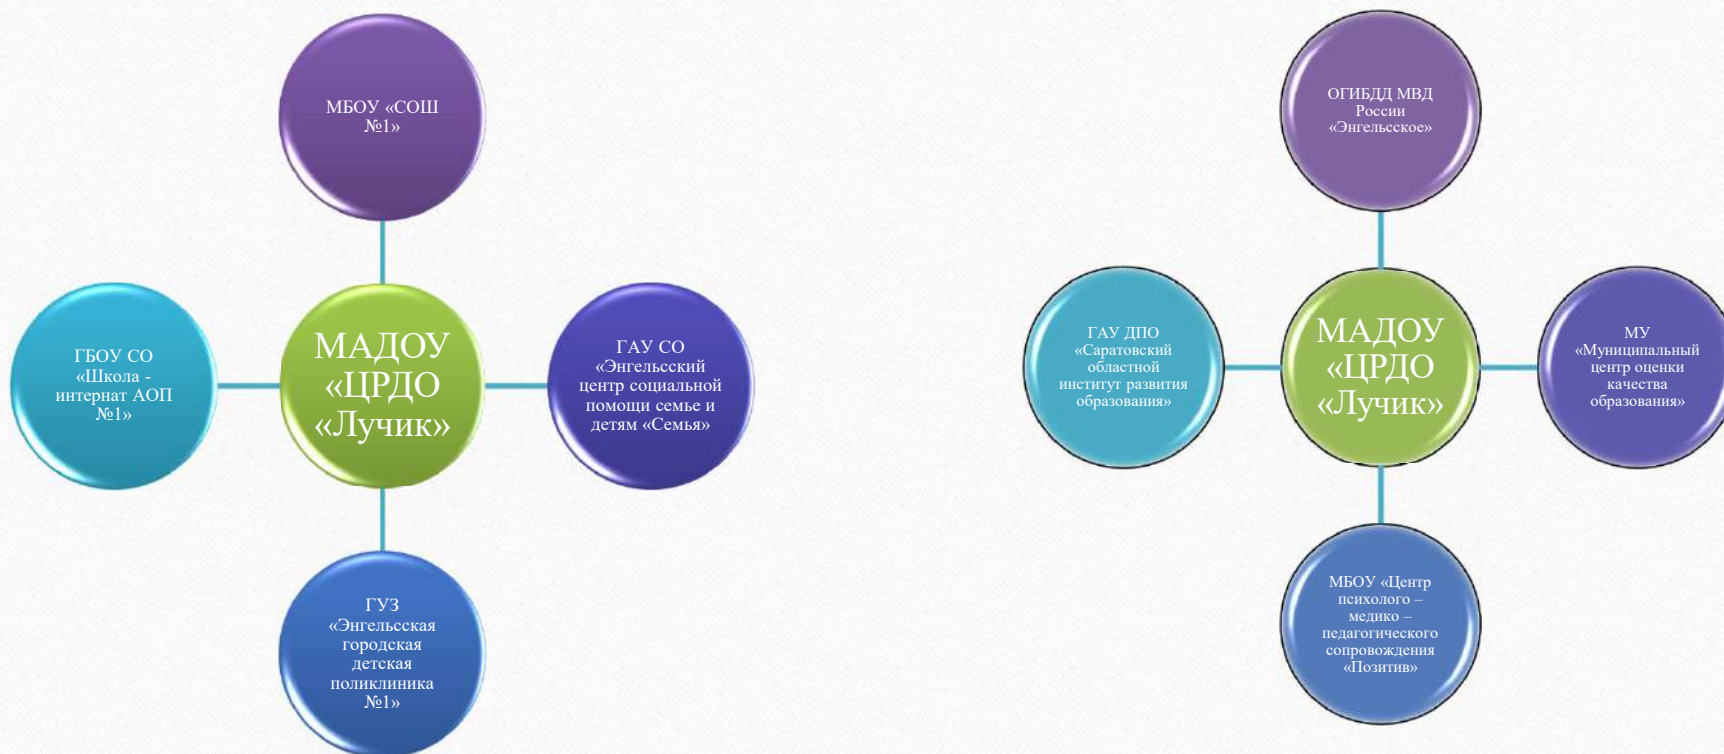 МБОУ «СОШ
№1»
ГБОУ СО
«Школа -
интернат АОП
№1»
МАДОУ
«ЦРДО
«Лучик»
ГАУ СО
«Энгельсский
центр социальной
помощи семье и
детям «Семья»
ГУЗ
«Энгельсская
городская
детская
поликлиника
№1»
ОГИБДД МВД
России
«Энгельсское»
ГАУ ДПО
«Саратовский
областной
институт развития
образования»
МАДОУ
«ЦРДО
«Лучик»
МУ
«Муниципальный
центр оценки
качества
образования»
МБОУ «Центр
психолого –
медико –
педагогического
сопровождения
«Позитив»